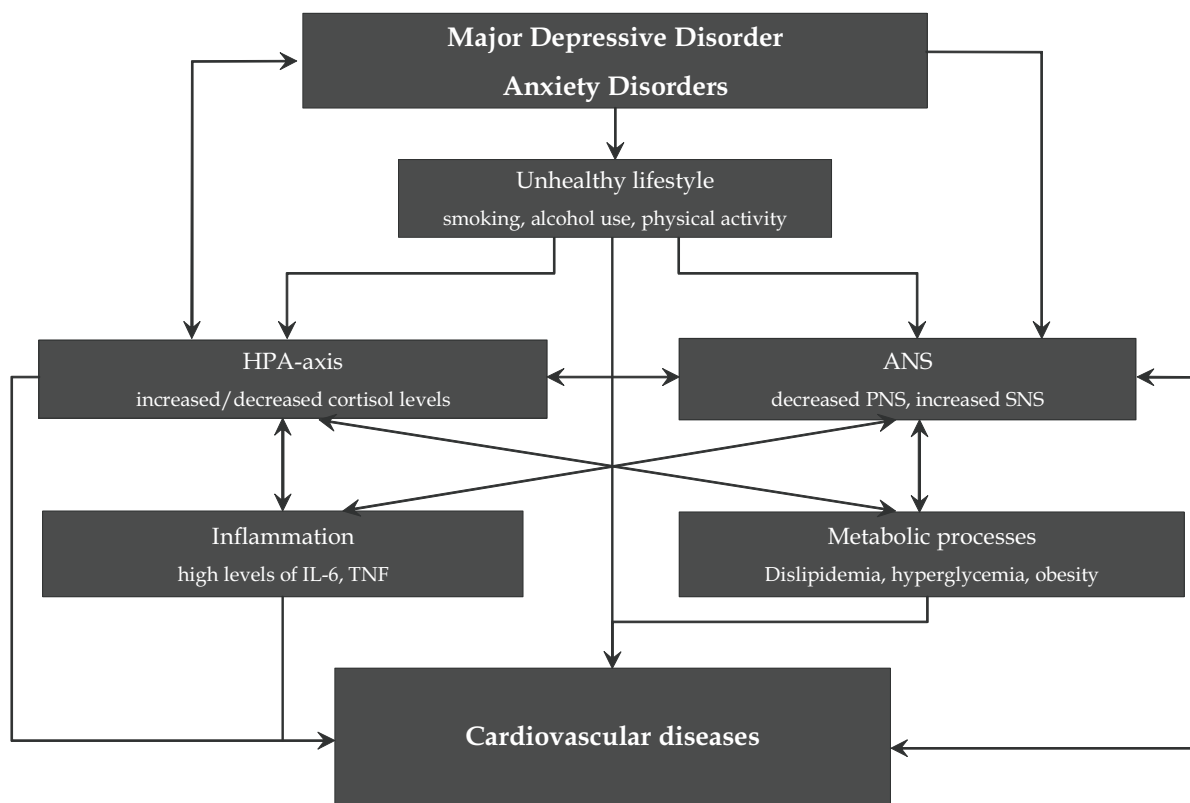 Major Depressive Disorder
Anxiety Disorders
Unhealthy lifestyle
smoking, alcohol use, physical activity
HPA-axis
increased/decreased cortisol levels
ANS
decreased PNS, increased SNS
Inflammation
high levels of IL-6, TNF
Metabolic processes
Dislipidemia, hyperglycemia, obesity
Cardiovascular diseases